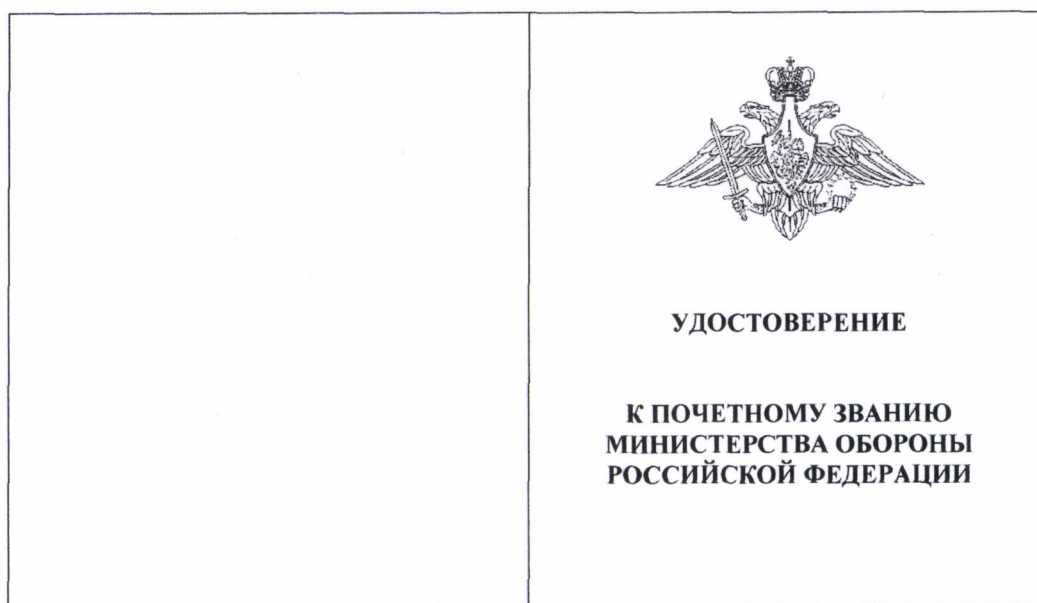 УДОСТОВЕРЕНИЕ
К ПОЧЕТНОМУ ЗВАНИЮ
МИНИСТЕРСТВА ОБОРОНЫ
РОССИЙСКОЙ ФЕДЕРАЦИИ